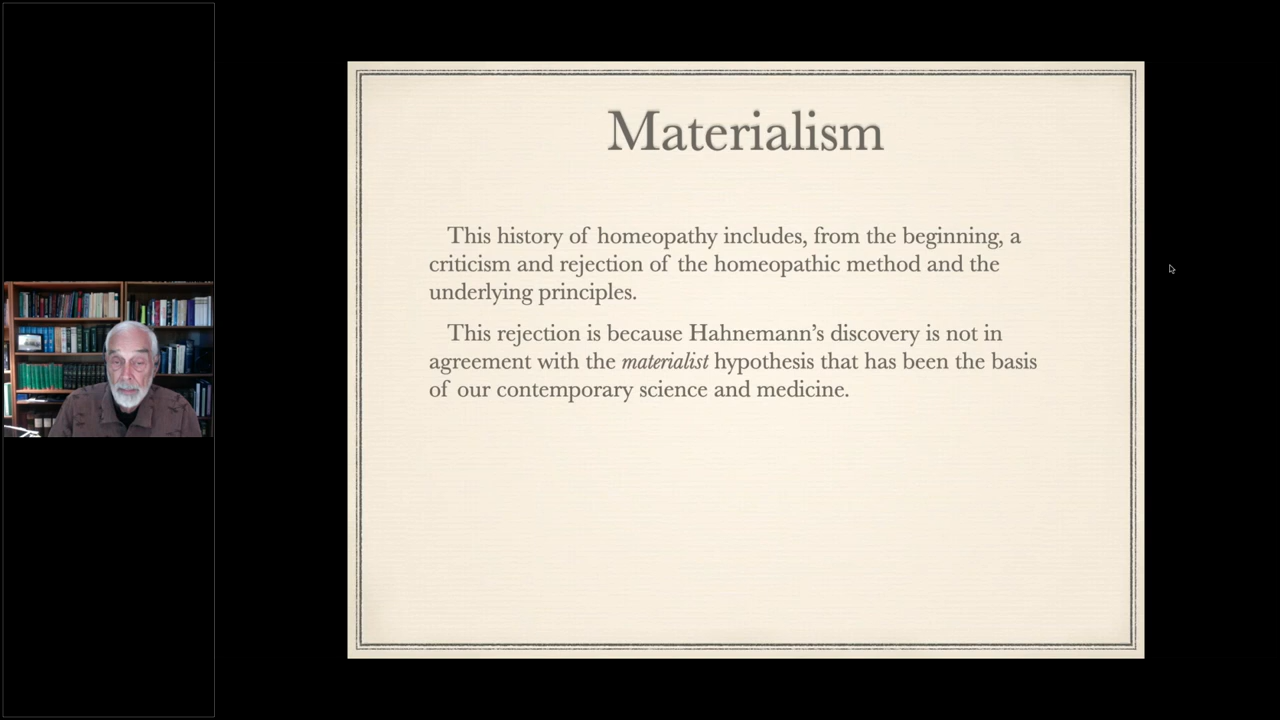 Materialism
This history of homeopathy includes, from the beginning, a
criticism and rejection of the homeopathic method and the
underlying principles.
This rejection is because Hahnemann’s discovery is not in
agreement with the materialist hypothesis that has been the basis
of our contemporary science and medicine.